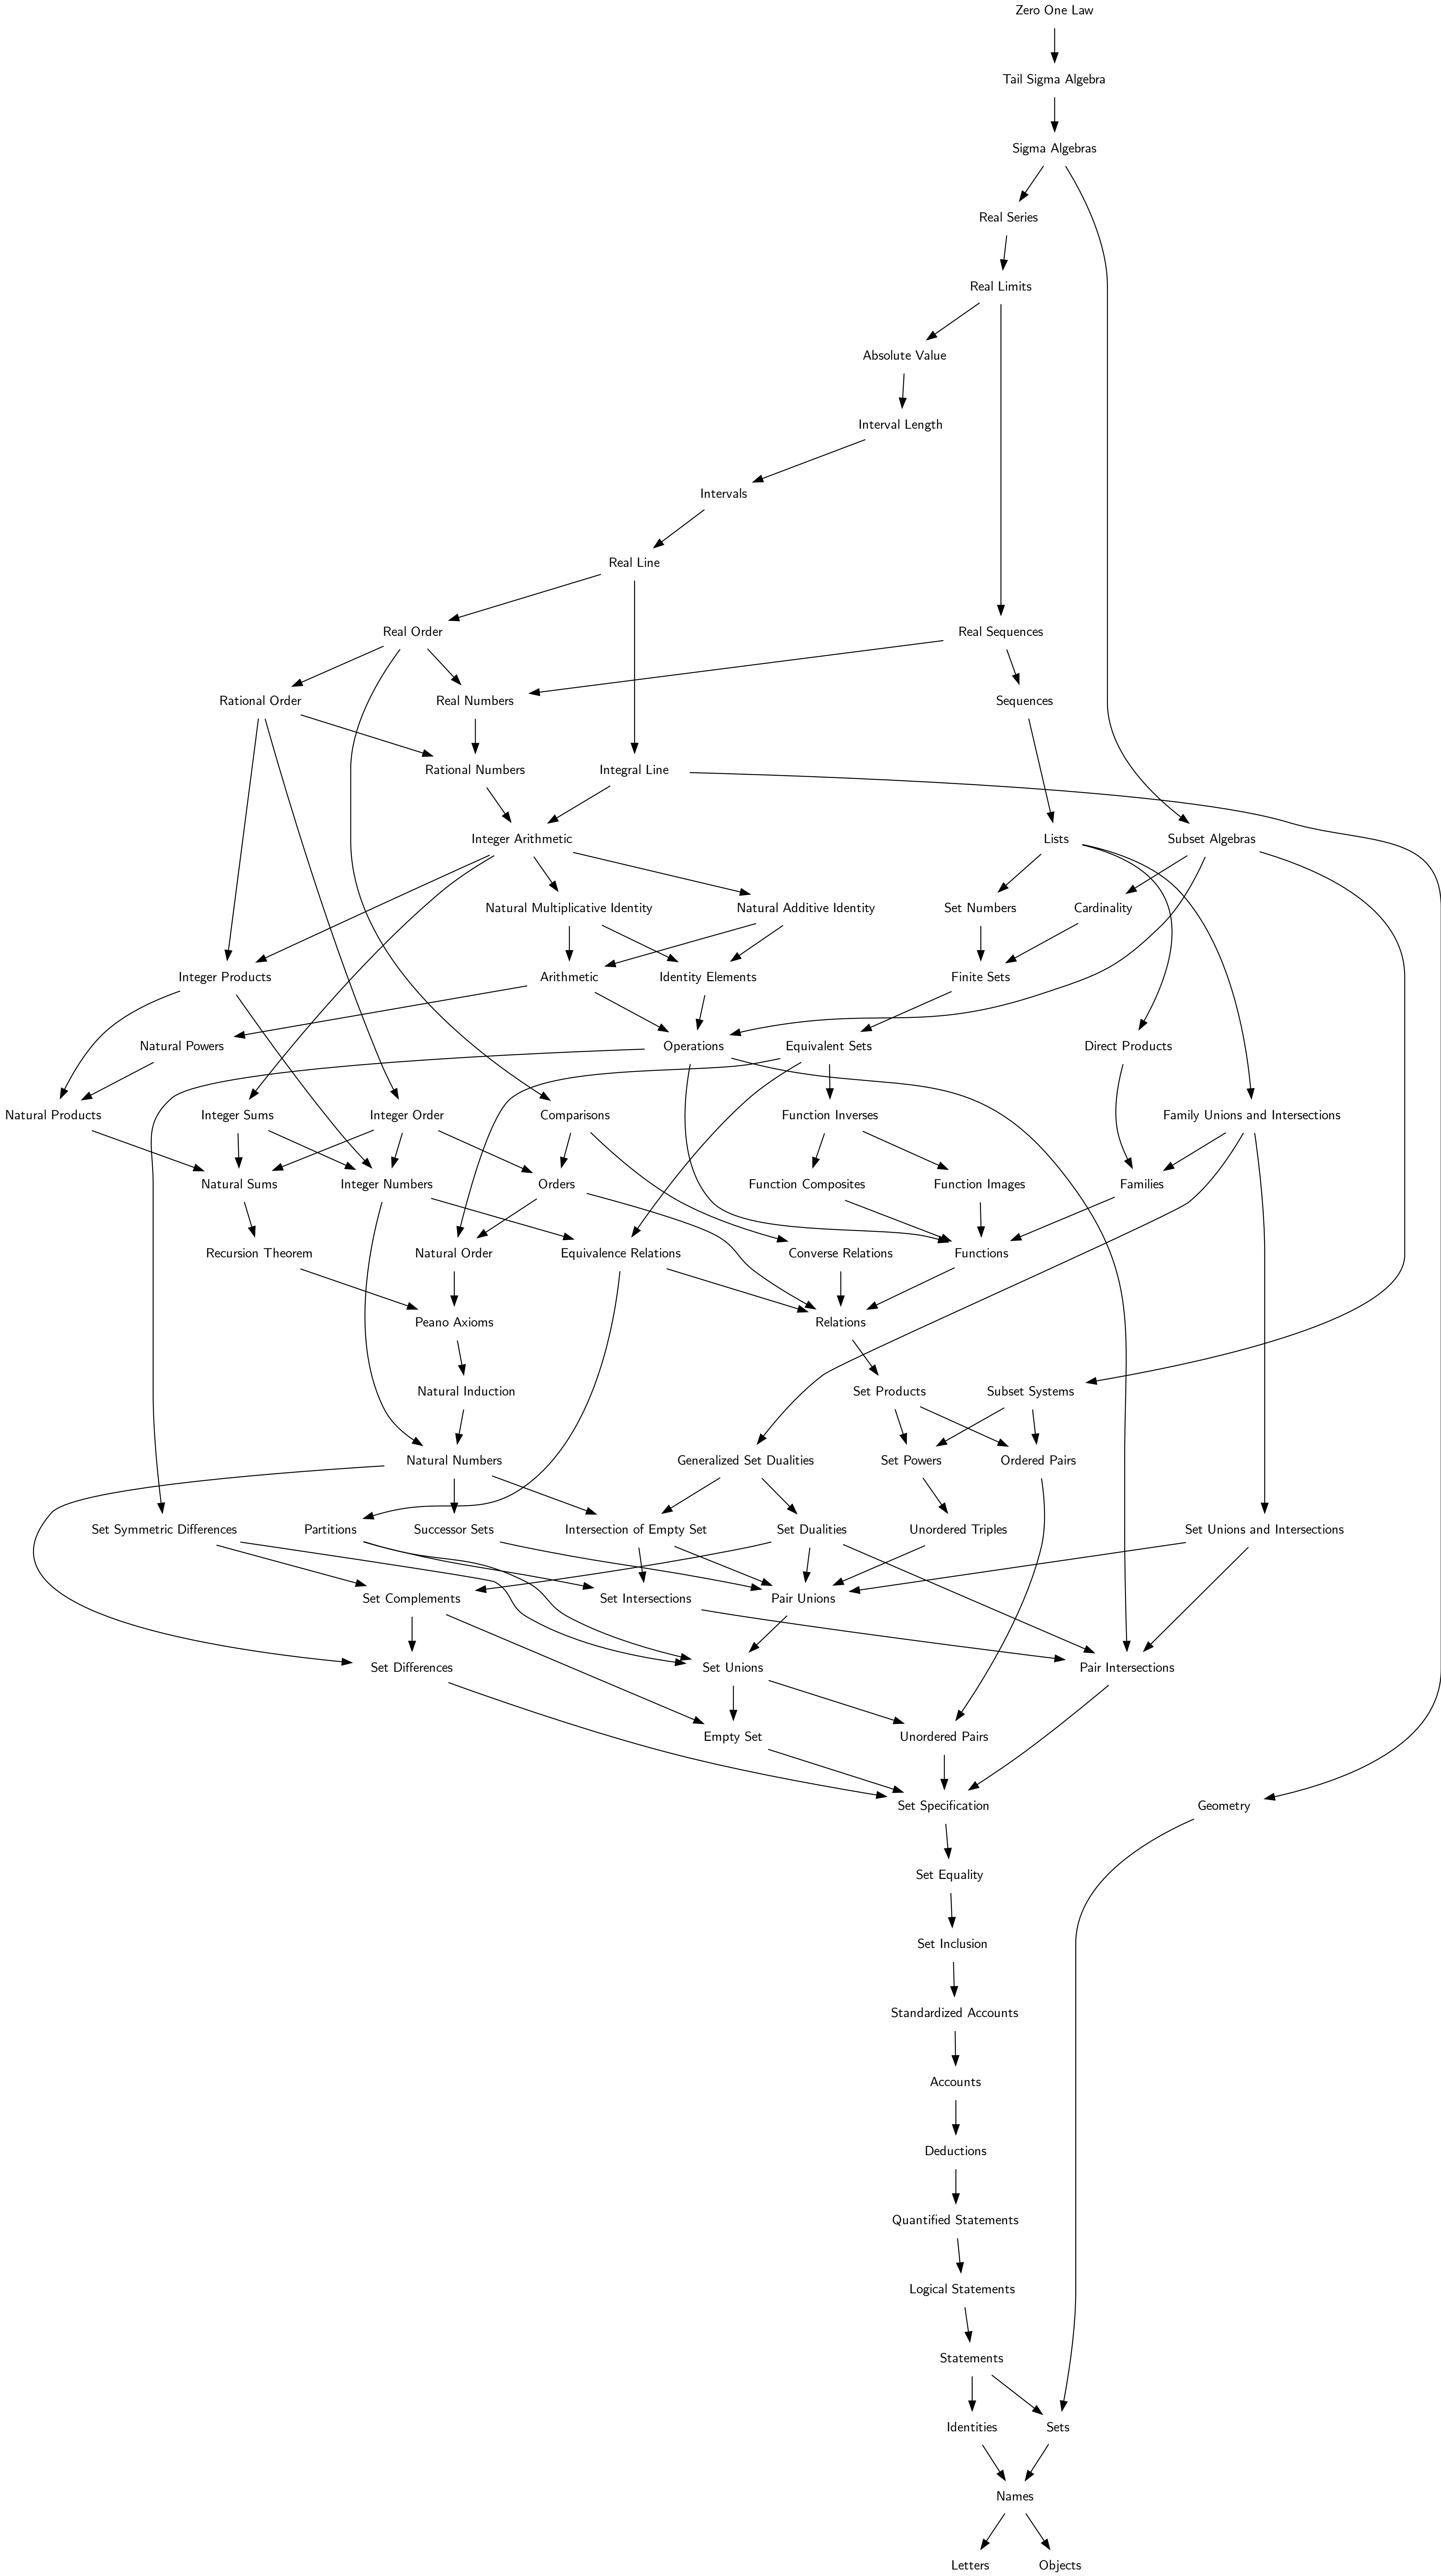 Zero One Law
Tail Sigma Algebra
Sigma Algebras
Real Series
Real Limits
Absolute Value
Interval Length
Intervals
Real Line
Real Order
Real Sequences
Rational Order
Real Numbers
Sequences
Rational Numbers
Integral Line
Integer Arithmetic
Lists
Subset Algebras
Natural Multiplicative Identity
Natural Additive Identity
Set Numbers
Cardinality
Integer Products
Arithmetic
Identity Elements
Finite Sets
Natural Powers
Operations
Equivalent Sets
Direct Products
Natural Products
Integer Sums
Integer Order
Comparisons
Function Inverses
Family Unions and Intersections
Natural Sums
Integer Numbers
Orders
Function Composites
Function Images
Families
Recursion Theorem
Natural Order
Equivalence Relations
Converse Relations
Functions
Peano Axioms
Relations
Natural Induction
Set Products
Subset Systems
Natural Numbers
Generalized Set Dualities
Set Powers
Ordered Pairs
Set Symmetric Differences
Partitions
Successor Sets
Intersection of Empty Set
Set Dualities
Unordered Triples
Set Unions and Intersections
Set Complements
Set Intersections
Pair Unions
Set Differences
Set Unions
Pair Intersections
Empty Set
Unordered Pairs
Set Specification
Geometry
Set Equality
Set Inclusion
Standardized Accounts
Accounts
Deductions
Quantified Statements
Logical Statements
Statements
Identities
Sets
Names
Letters
Objects